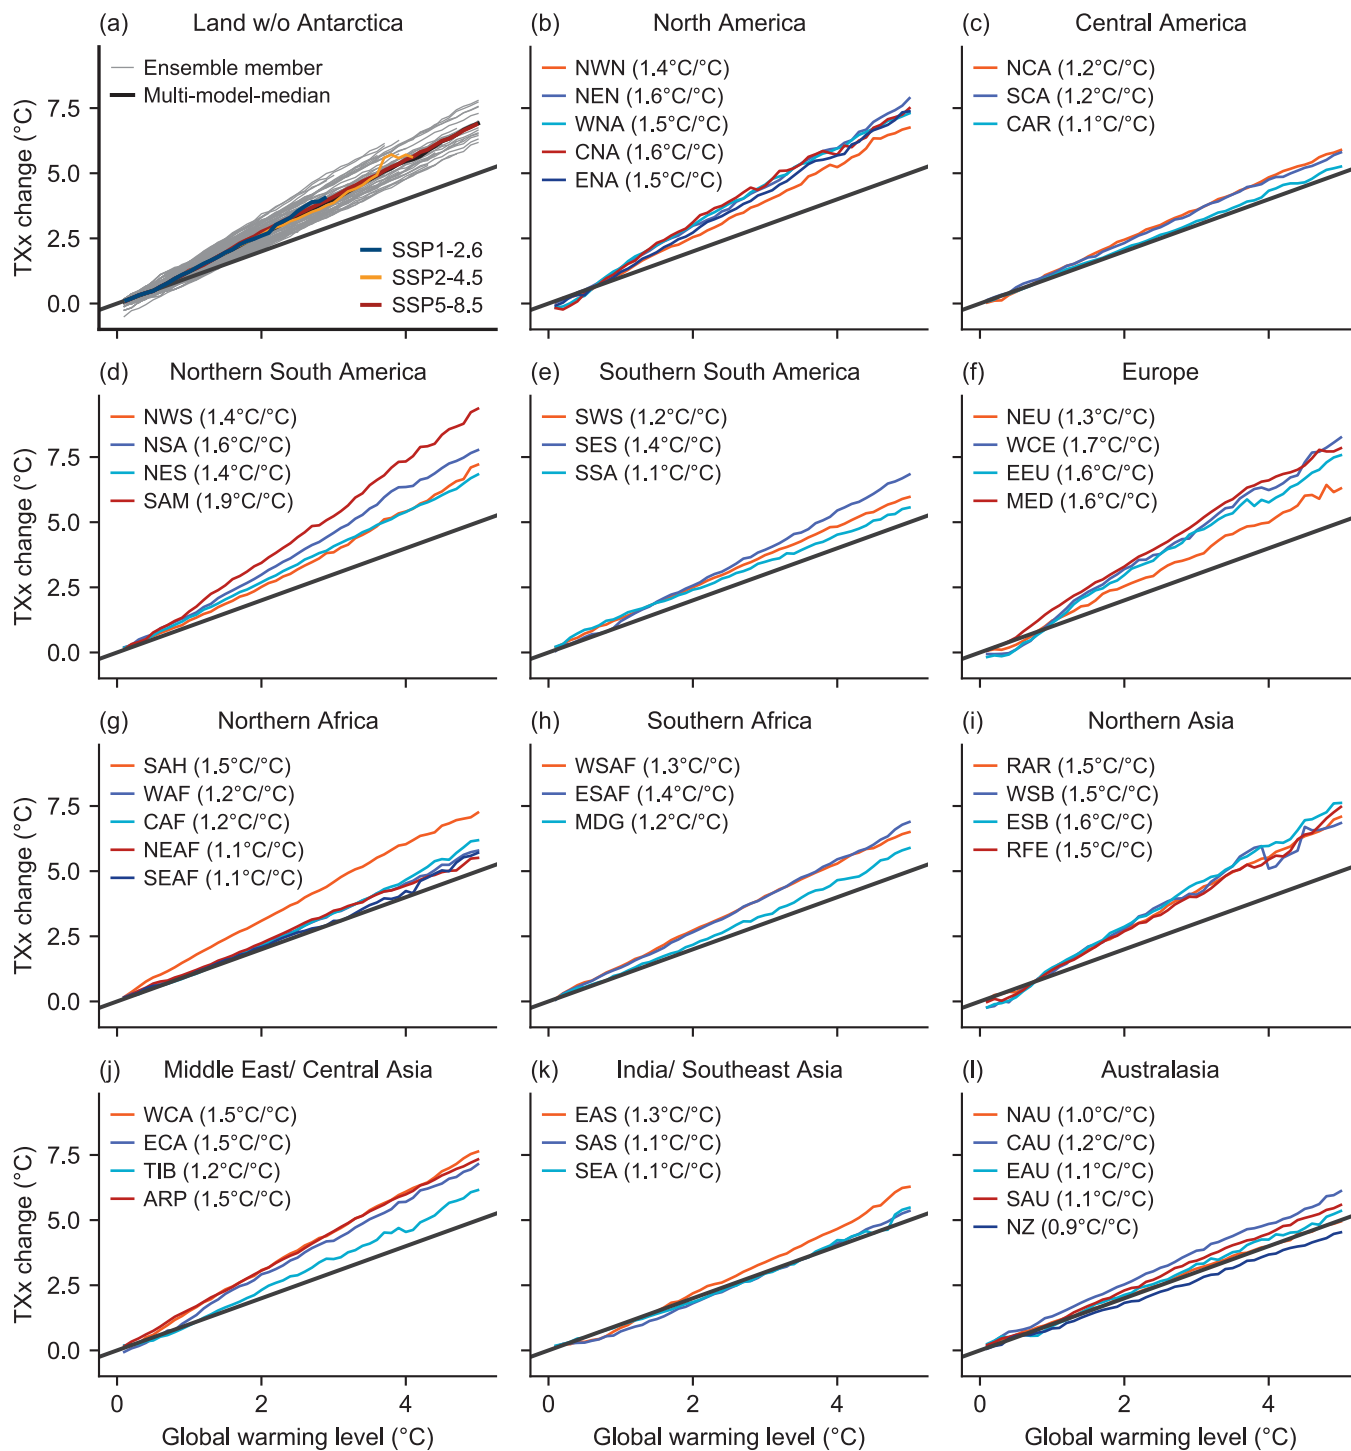 (a) Land w/o Antarctica
Ensemble member
Multi-model-median
SSP1-2.6
SSP2-4.5
SSP5-8.5
TXx change (°C)
7.5
5.0
2.5
0.0
(b) North America
NWN (1.4°C/°C)
NEN (1.6°C/°C)
WNA (1.5°C/°C)
CNA (1.6°C/°C)
ENA (1.5°C/°C)
(c) Central America
NCA (1.2°C/°C)
SCA (1.2°C/°C)
CAR (1.1°C/°C)
(d) Northern South America
NWS (1.4°C/°C)
NSA (1.6°C/°C)
NES (1.4°C/°C)
SAM (1.9°C/°C)
TXx change (°C)
7.5
5.0
2.5
0.0
(e) Southern South America
SWS (1.2°C/°C)
SES (1.4°C/°C)
SSA (1.1°C/°C)
(f) Europe
NEU (1.3°C/°C)
WCE (1.7°C/°C)
EEU (1.6°C/°C)
MED (1.6°C/°C)
(g) Northern Africa
SAH (1.5°C/°C)
WAF (1.2°C/°C)
CAF (1.2°C/°C)
NEAF (1.1°C/°C)
SEAF (1.1°C/°C)
TXx change (°C)
7.5
5.0
2.5
0.0
(h) Southern Africa
WSAF (1.3°C/°C)
ESAF (1.4°C/°C)
MDG (1.2°C/°C)
(i) Northern Asia
RAR (1.5°C/°C)
WSB (1.5°C/°C)
ESB (1.6°C/°C)
RFE (1.5°C/°C)
(j) Middle East/ Central Asia
WCA (1.5°C/°C)
ECA (1.5°C/°C)
TIB (1.2°C/°C)
ARP (1.5°C/°C)
TXx change (°C)
7.5
5.0
2.5
0.0
0 2 4
Global warming level (°C)
(k) India/ Southeast Asia
EAS (1.3°C/°C)
SAS (1.1°C/°C)
SEA (1.1°C/°C)
0 2 4
Global warming level (°C)
(l) Australasia
NAU (1.0°C/°C)
CAU (1.2°C/°C)
EAU (1.1°C/°C)
SAU (1.1°C/°C)
NZ (0.9°C/°C)
0 2 4
Global warming level (°C)